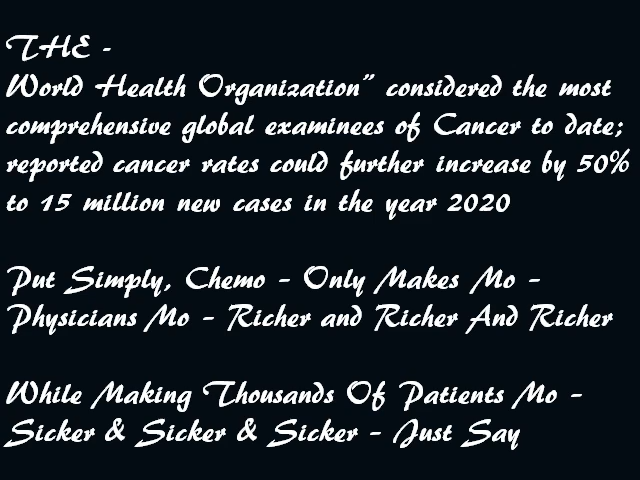 THE -
World Health Organization" considered the most
comprehensive global examinees of Cancer to date;
reported cancer rates could further increase by 50%
to 15 million new cases in the year 2020
Put Simply, Chemo - Only Makes Mo -
Physicians Mo - Richer and Richer And Richer
While Making Thousands Of Patients Mo -
Sicker & Sicker & Sicker - Just Say